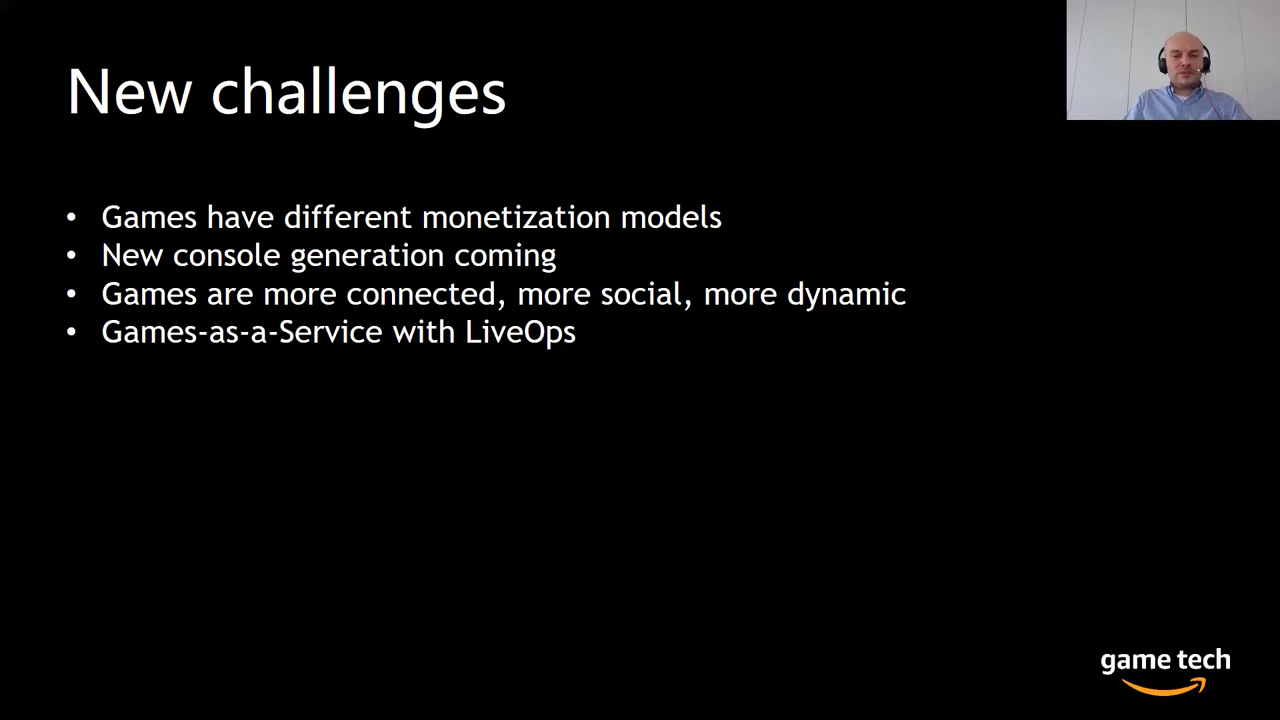 New challenges
• Games have different monetization models
• New console generation coming
• Games are more connected, more social, more dynamic
• Games-as-a-Service with LiveOps
game tech